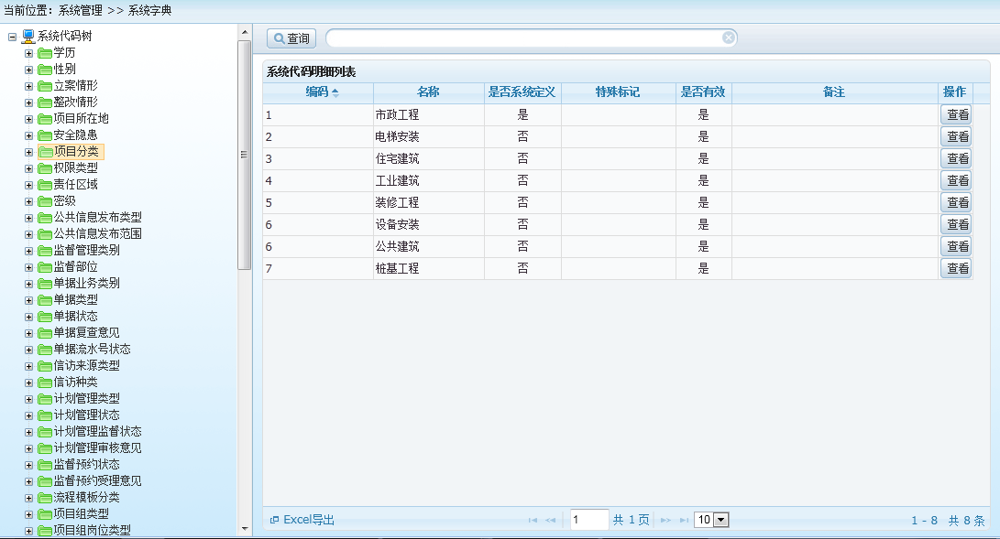 当前位置: 系统管理 >> 系统字典
系统代码树
学历
性别
立案情形
整改情形
项目所在地
安全隐患
项目分类
权限类型
责任区域
密级
公共信息发布类型
公共信息发布范围
监督管理类别
监督部位
单据业务类别
单据类型
单据状态
单据复查意见
单据流水号状态
信访来源类型
信访种类
计划管理类型
计划管理状态
计划管理监督状态
计划管理审核意见
监督预约状态
监督预约受理意见
流程模板分类
项目组类型
项目组岗位类型
查询
系统代码明细列表
编码 名称 是否系统定义 特殊标记 是否有效 备注 操作
1 市政工程 是 是 查看
2 电梯安装 否 是 查看
3 住宅建筑 否 是 查看
4 工业建筑 否 是 查看
5 装修工程 否 是 查看
6 设备安装 否 是 查看
6 公共建筑 否 是 查看
7 桩基工程 否 是 查看
Excel导出 1 共 1 页 10 1 - 8 共 8 条